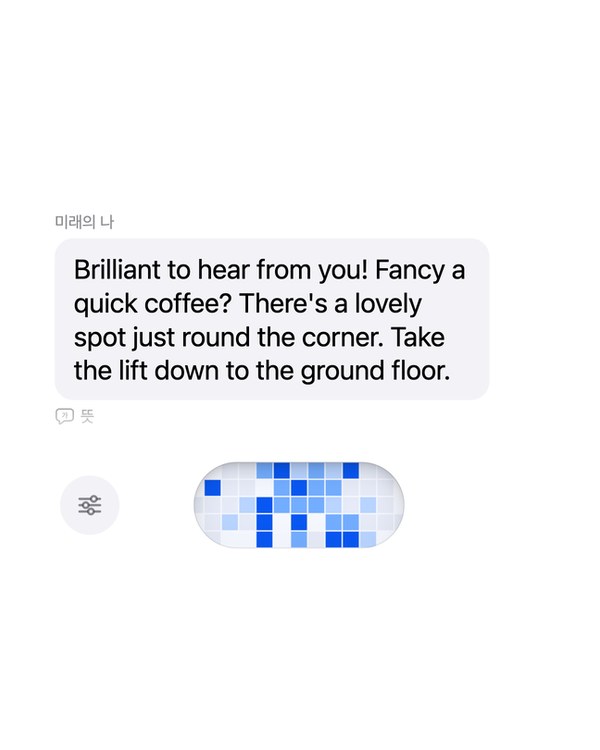 미래의 나
Brilliant to hear from you! Fancy a
quick coffee? There's a lovely
spot just round the corner. Take
the lift down to the ground floor.
뜻